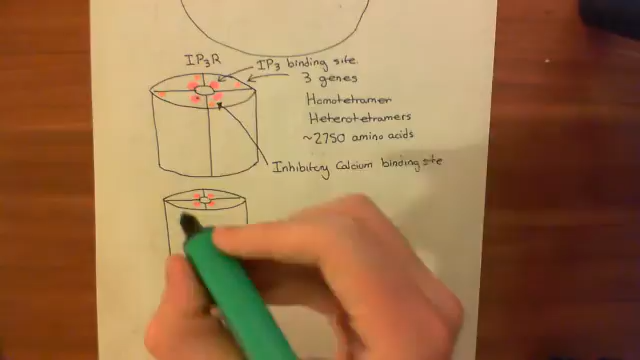 IP3R
IP3 binding site
3 genes
Homotetramer
Heterotetramers
~2750 amino acids
Inhibitory Calcium binding site